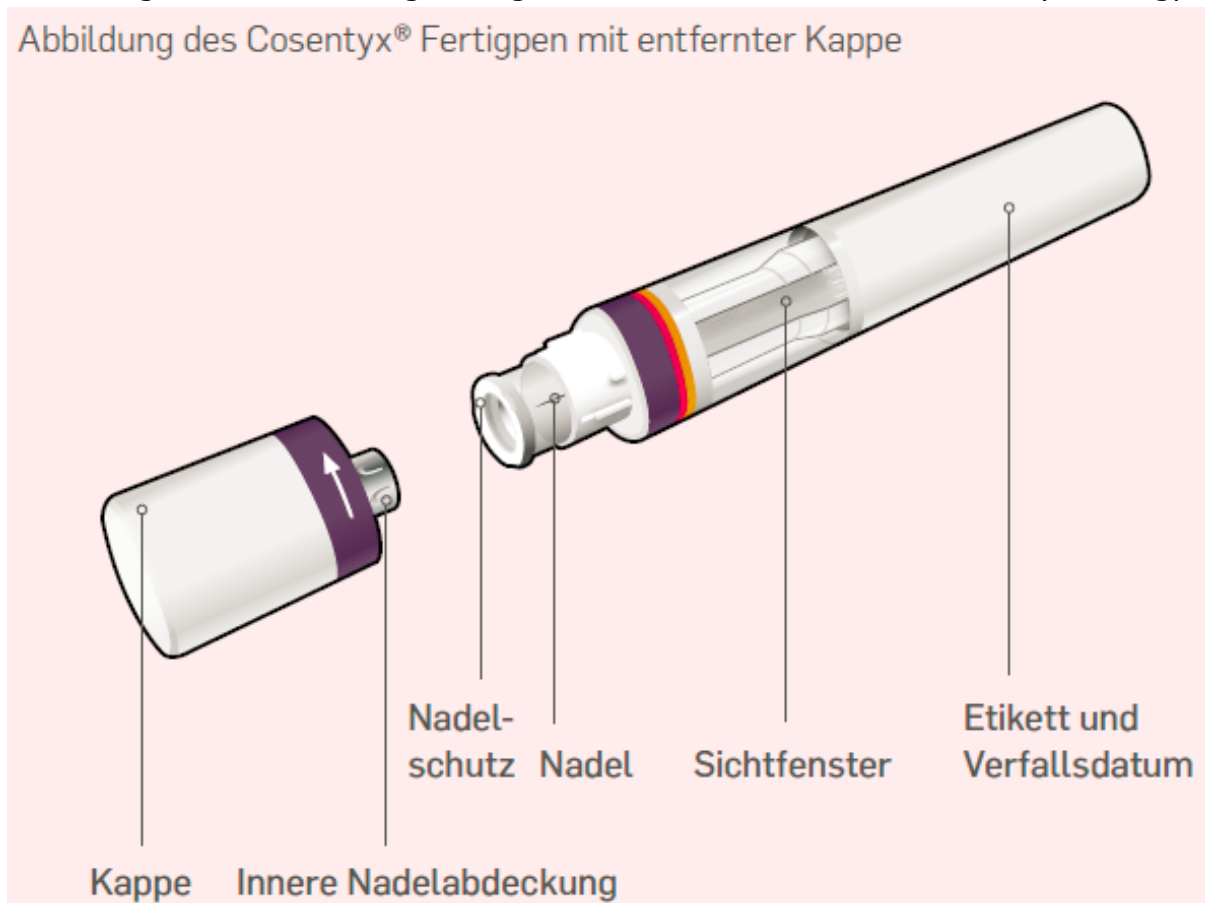 Abbildung des Cosentyx® Fertigpen mit entfernter Kappe
Nadel-
schutz
Nadel
Sichtfenster
Etikett und
Verfallsdatum
Kappe
Innere Nadelabdeckung